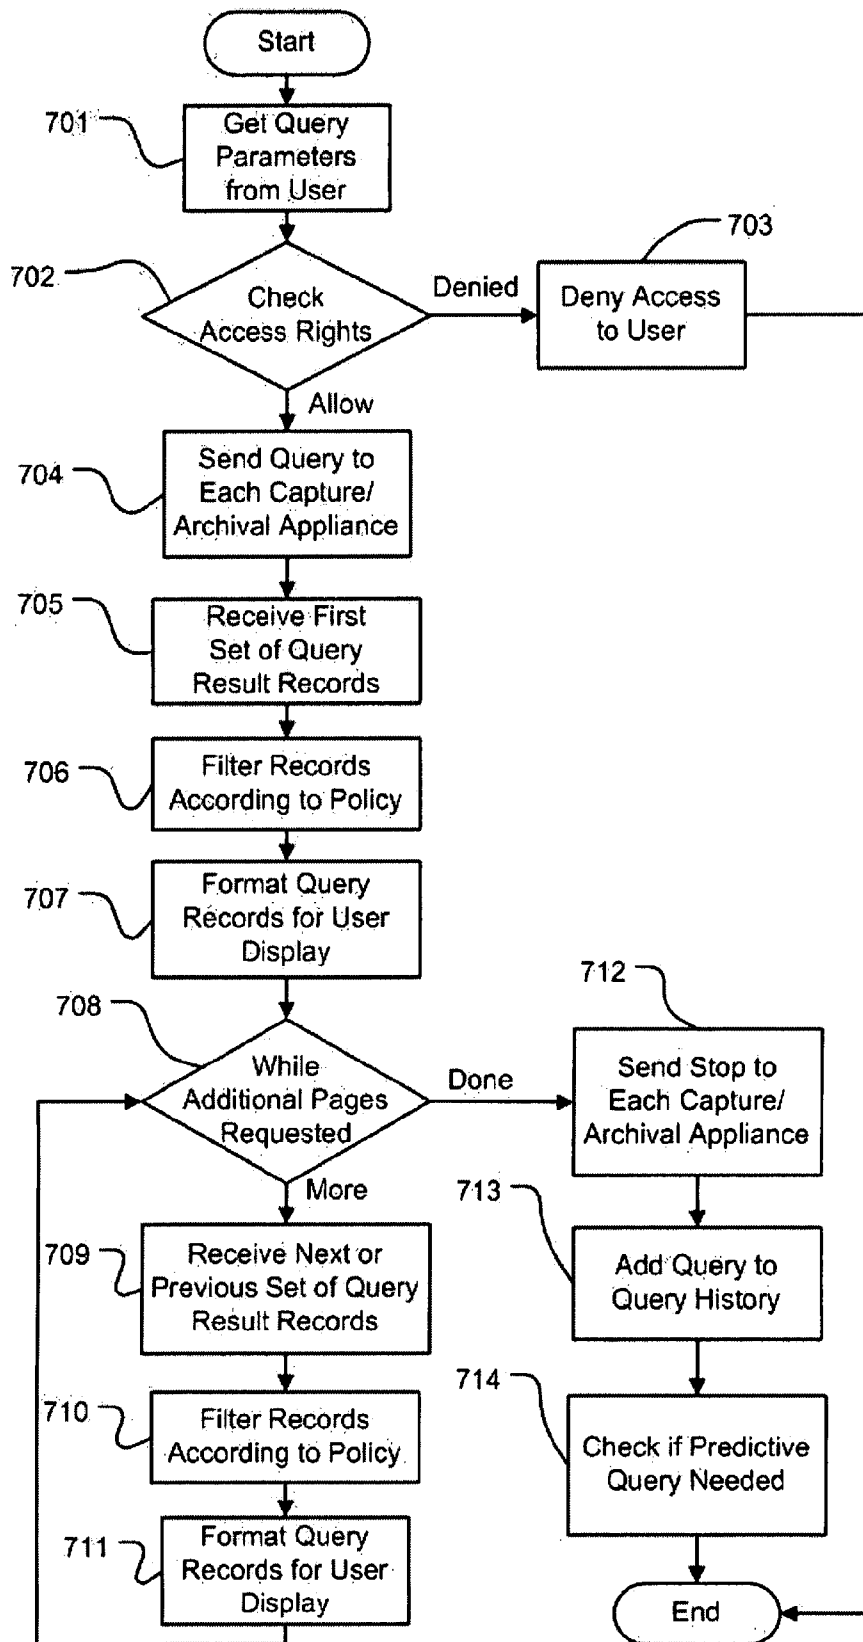 Start
701
Get Query
Parameters
from User
702
Check
Access Rights
Denied
703
Deny Access
to User
Allow
704
Send Query to
Each Capture/
Archival Appliance
705
Receive First
Set of Query
Result Records
706
Filter Records
According to Policy
707
Format Query
Records for User
Display
708
While
Additional Pages
Requested
Done
712
Send Stop to
Each Capture/
Archival Appliance
More
709
Receive Next or
Previous Set of Query
Result Records
713
Add Query to
Query History
710
Filter Records
According to Policy
714
Check if Predictive
Query Needed
711
Format Query
Records for User
Display
End